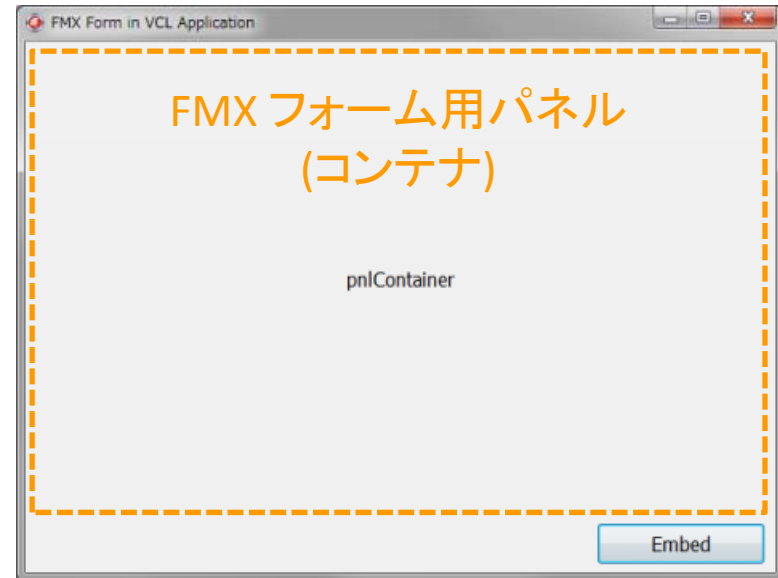 FMX Form in VCL Application
FMX フォーム用パネル
(コンテナ)
pnlContainer
Embed